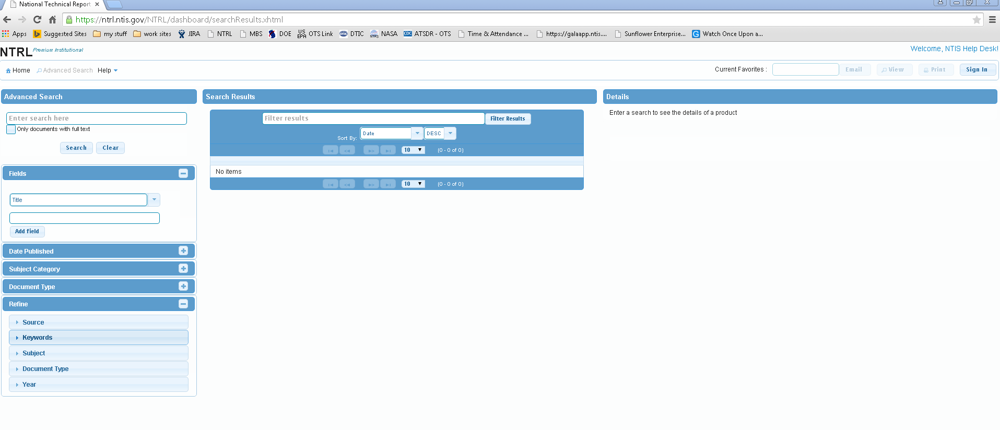 National Technical Report
https://ntrl.ntis.gov/NTRL/dashboard/searchResults.xhtml
Apps Suggested Sites my stuff work sites JIRA NTRL MBS DOE US EPA OTS Link DTIC NASA ATSDR - OTS Time & Attendance ... https://galaapp.ntis.... Sunflower Enterprise... Watch Once Upon a...
NTRL Premium Institutional
Welcome, NTIS Help Desk!
Home Advanced Search Help Current Favorites : Email View Print Sign In
Advanced Search
Enter search here
Only documents with full text
Search Clear
Fields
Title
Add field
Date Published
Subject Category
Document Type
Refine
Source
Keywords
Subject
Document Type
Year
Search Results
Filter results Filter Results
Sort By: Date DESC
10 (0 - 0 of 0)
No items
10 (0 - 0 of 0)
Details
Enter a search to see the details of a product